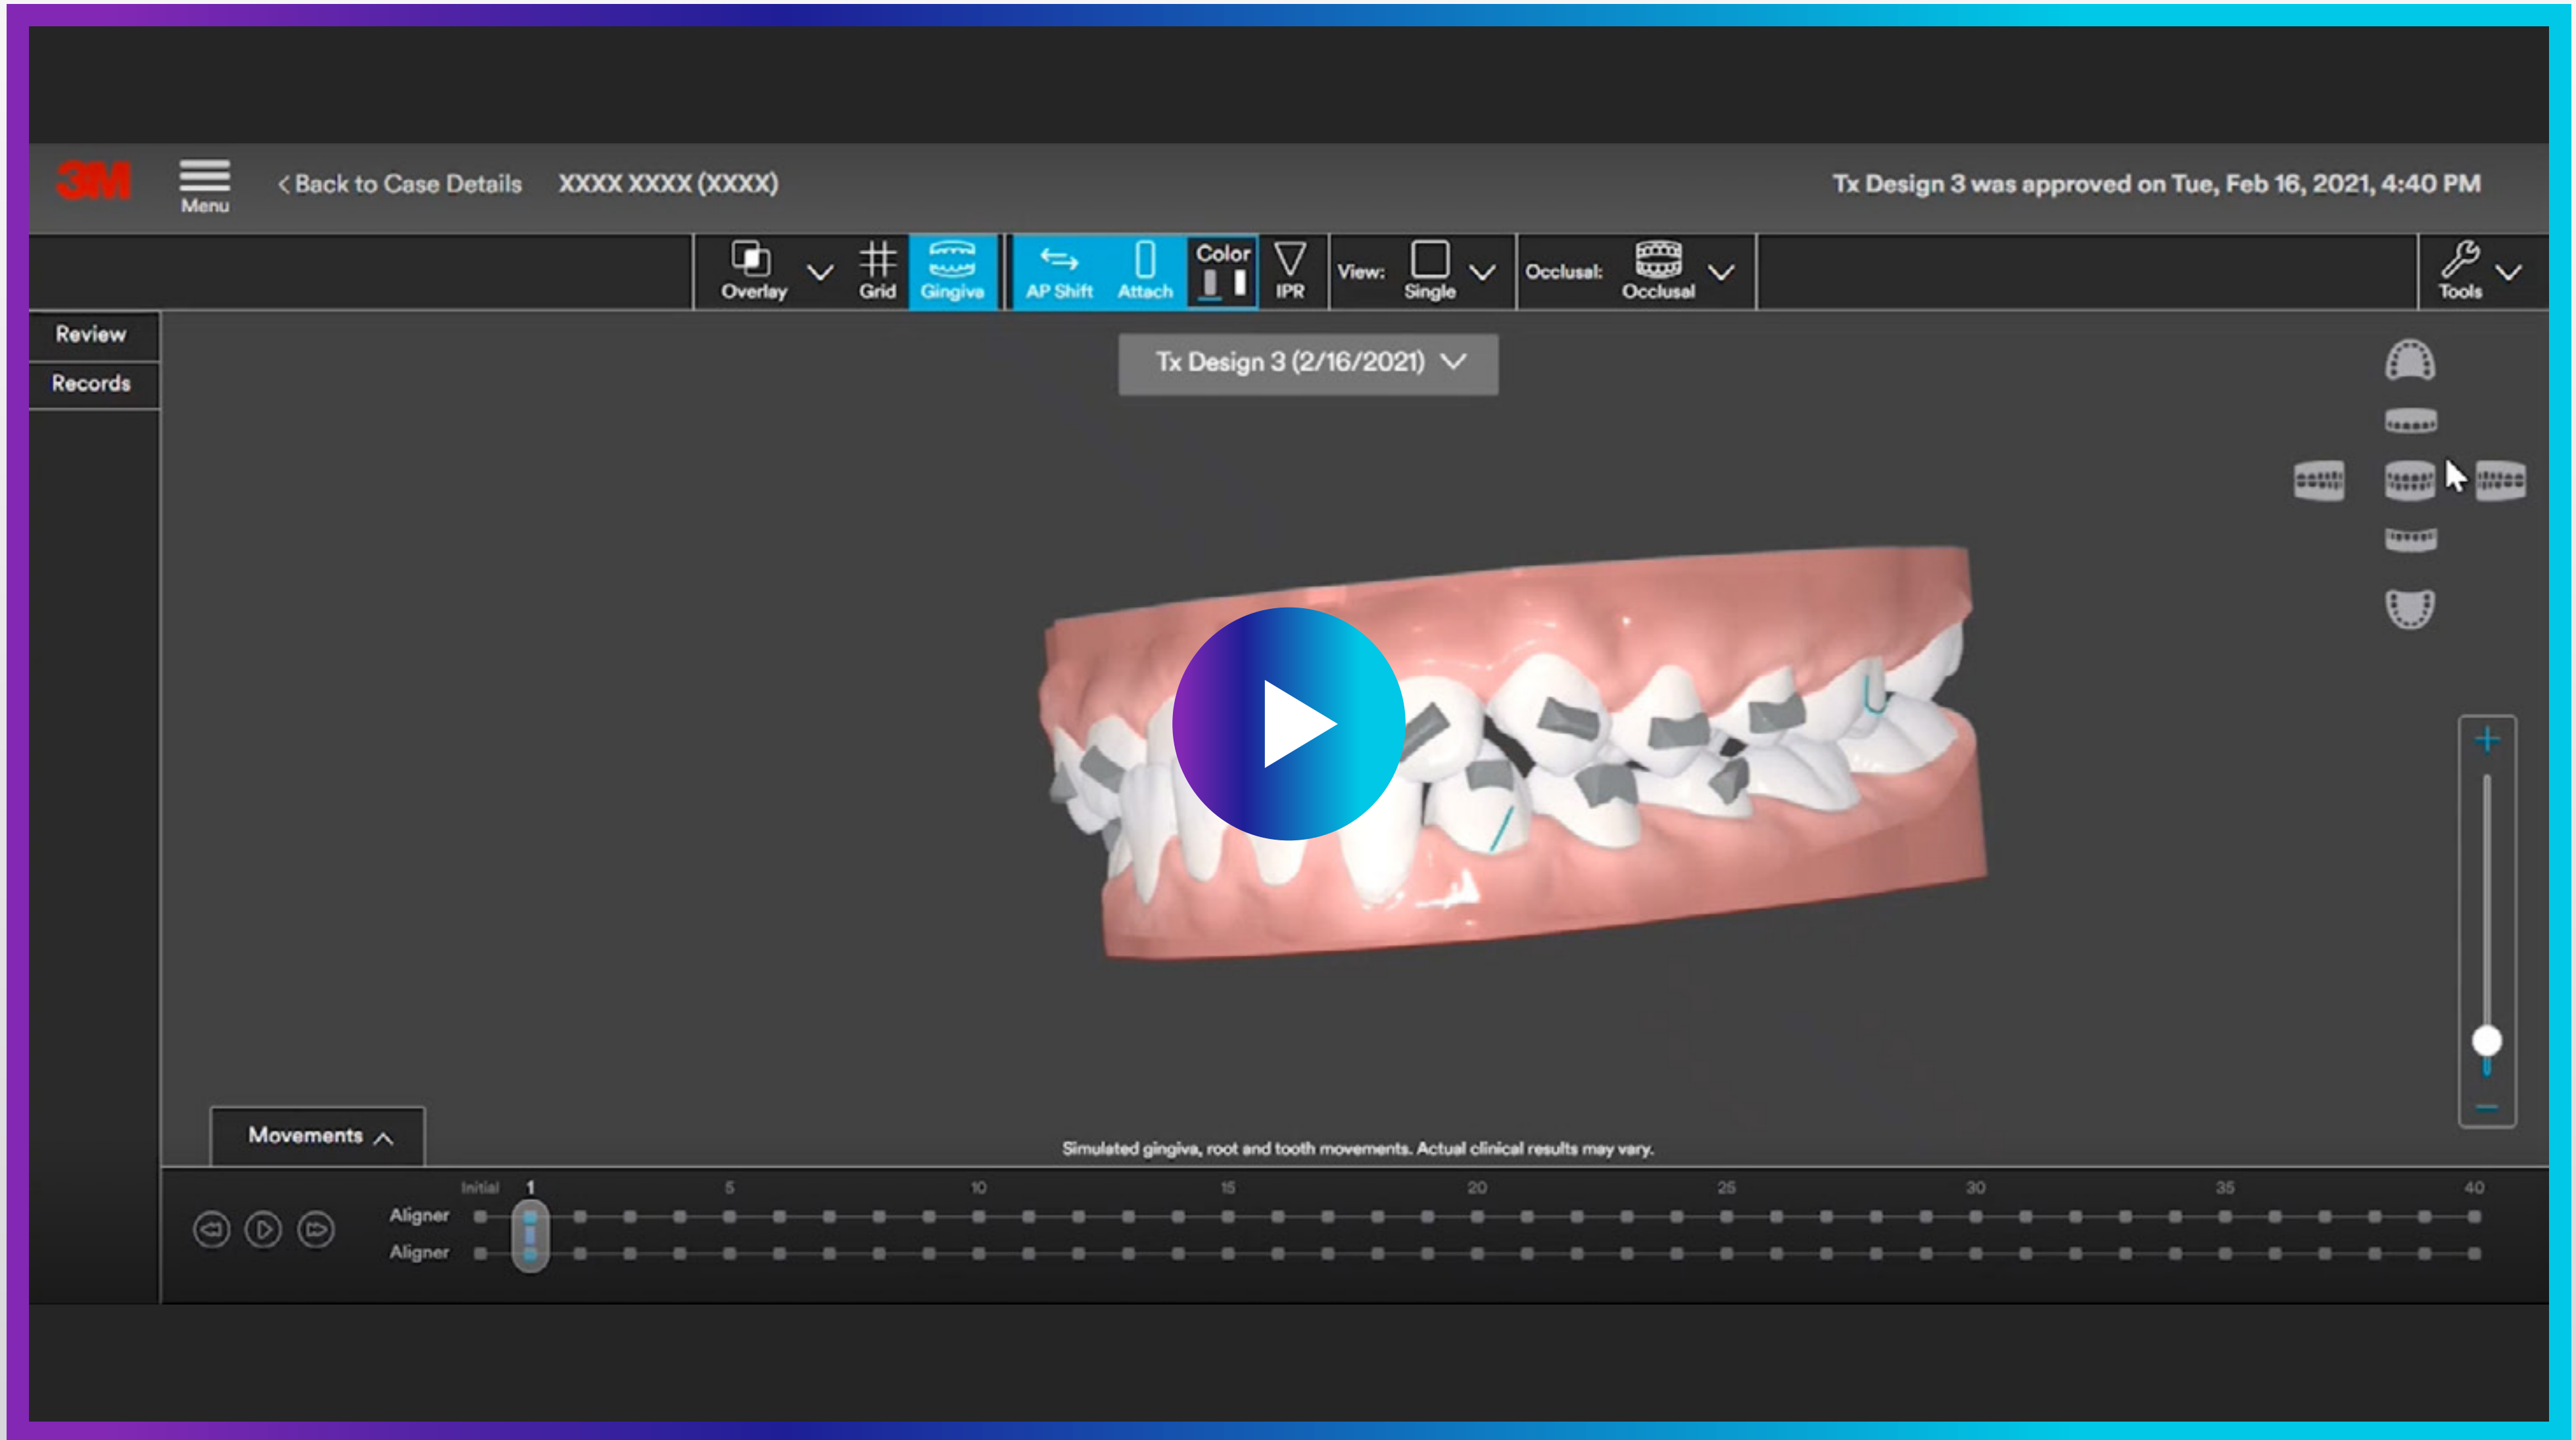 3M
Menu
Back to Case Details XXXX XXXX (XXXX)
Tx Design 3 was approved on Tue, Feb 16, 2021, 4:40 PM
Overlay
Grid
Gingiva
AP Shift
Attach
Color
IPR
View:
Single
Occlusal:
Occlusal
Tools
Review
Records
Tx Design 3 (2/16/2021)
Movements
Simulated gingiva, root and tooth movements. Actual clinical results may vary.
Initial 1 5 10 15 20 25 30 35 40
Aligner
Aligner